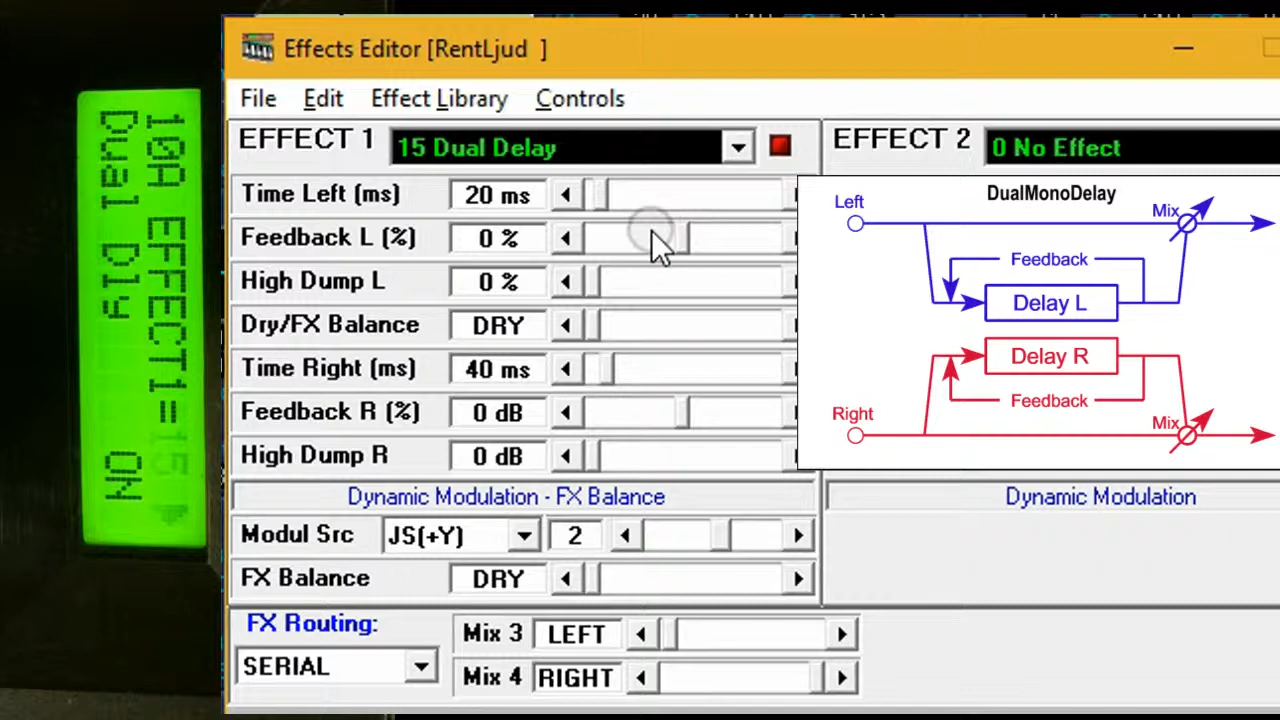 10A EFFECT1=15
Dual Dly ON
Effects Editor [RentLjud ]
File Edit Effect Library Controls
EFFECT 1 15 Dual Delay
EFFECT 2 0 No Effect
Time Left (ms) 20 ms
Feedback L (%) 0 %
High Dump L 0 %
Dry/FX Balance DRY
Time Right (ms) 40 ms
Feedback R (%) 0 dB
High Dump R 0 dB
DualMonoDelay
Left
Mix
Feedback
Delay L
Delay R
Feedback
Right
Mix
Dynamic Modulation - FX Balance
Dynamic Modulation
Modul Src JS(+Y) 2
FX Balance DRY
FX Routing:
SERIAL
Mix 3 LEFT
Mix 4 RIGHT